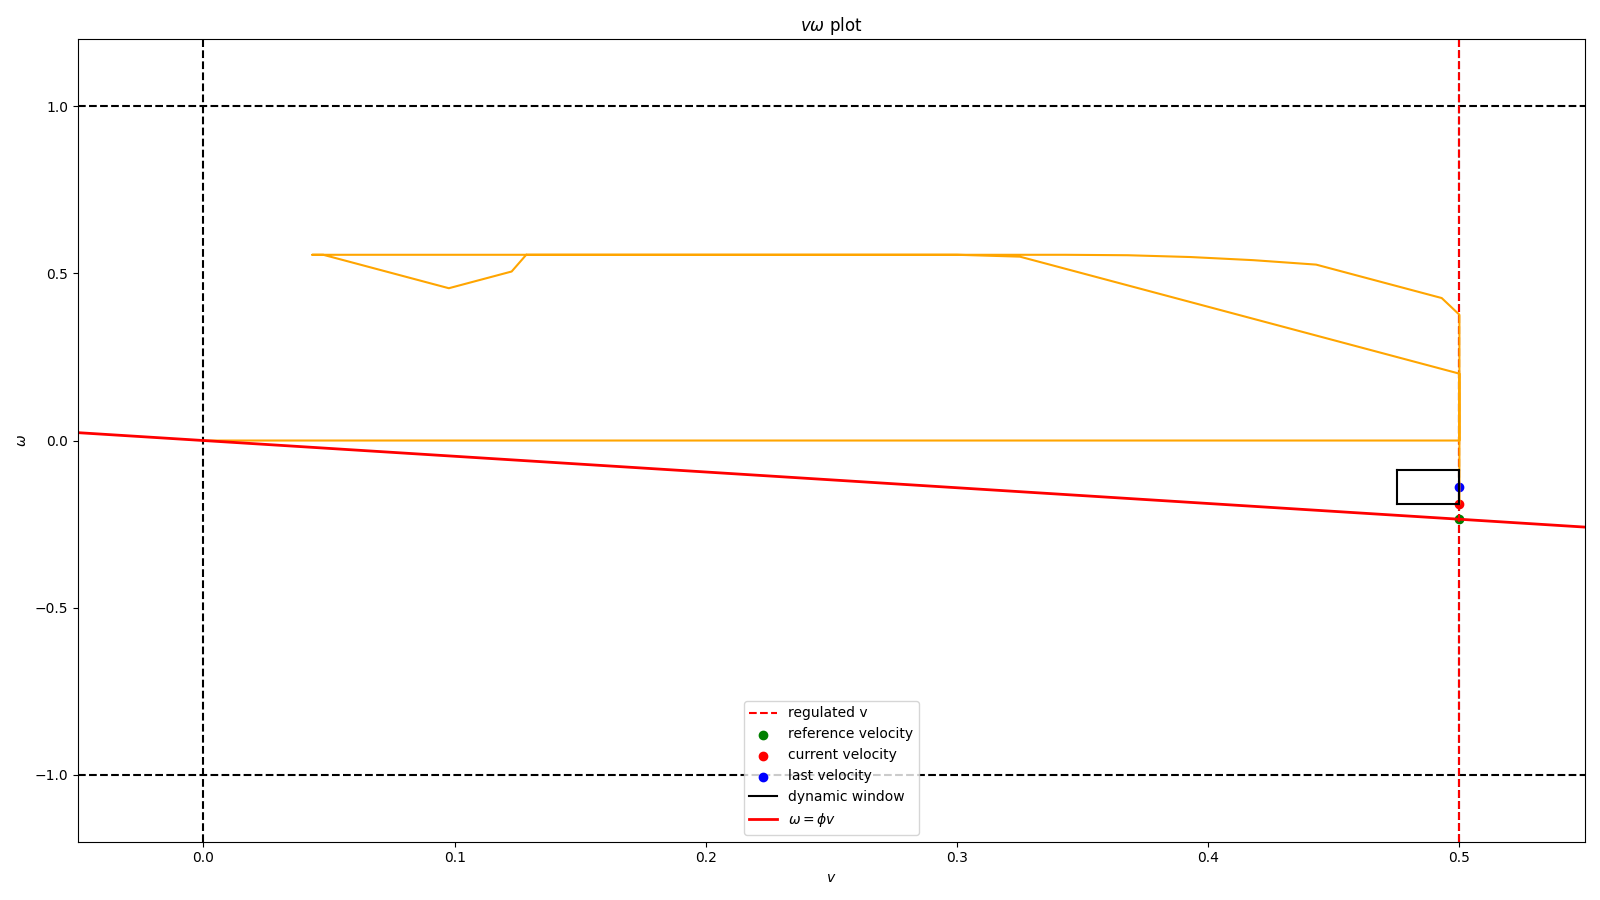 vω plot
1.0
0.5
0.0
−0.5
−1.0
ω
regulated v
reference velocity
current velocity
last velocity
dynamic window
ω = ϕv
0.0 0.1 0.2 0.3 0.4 0.5
v